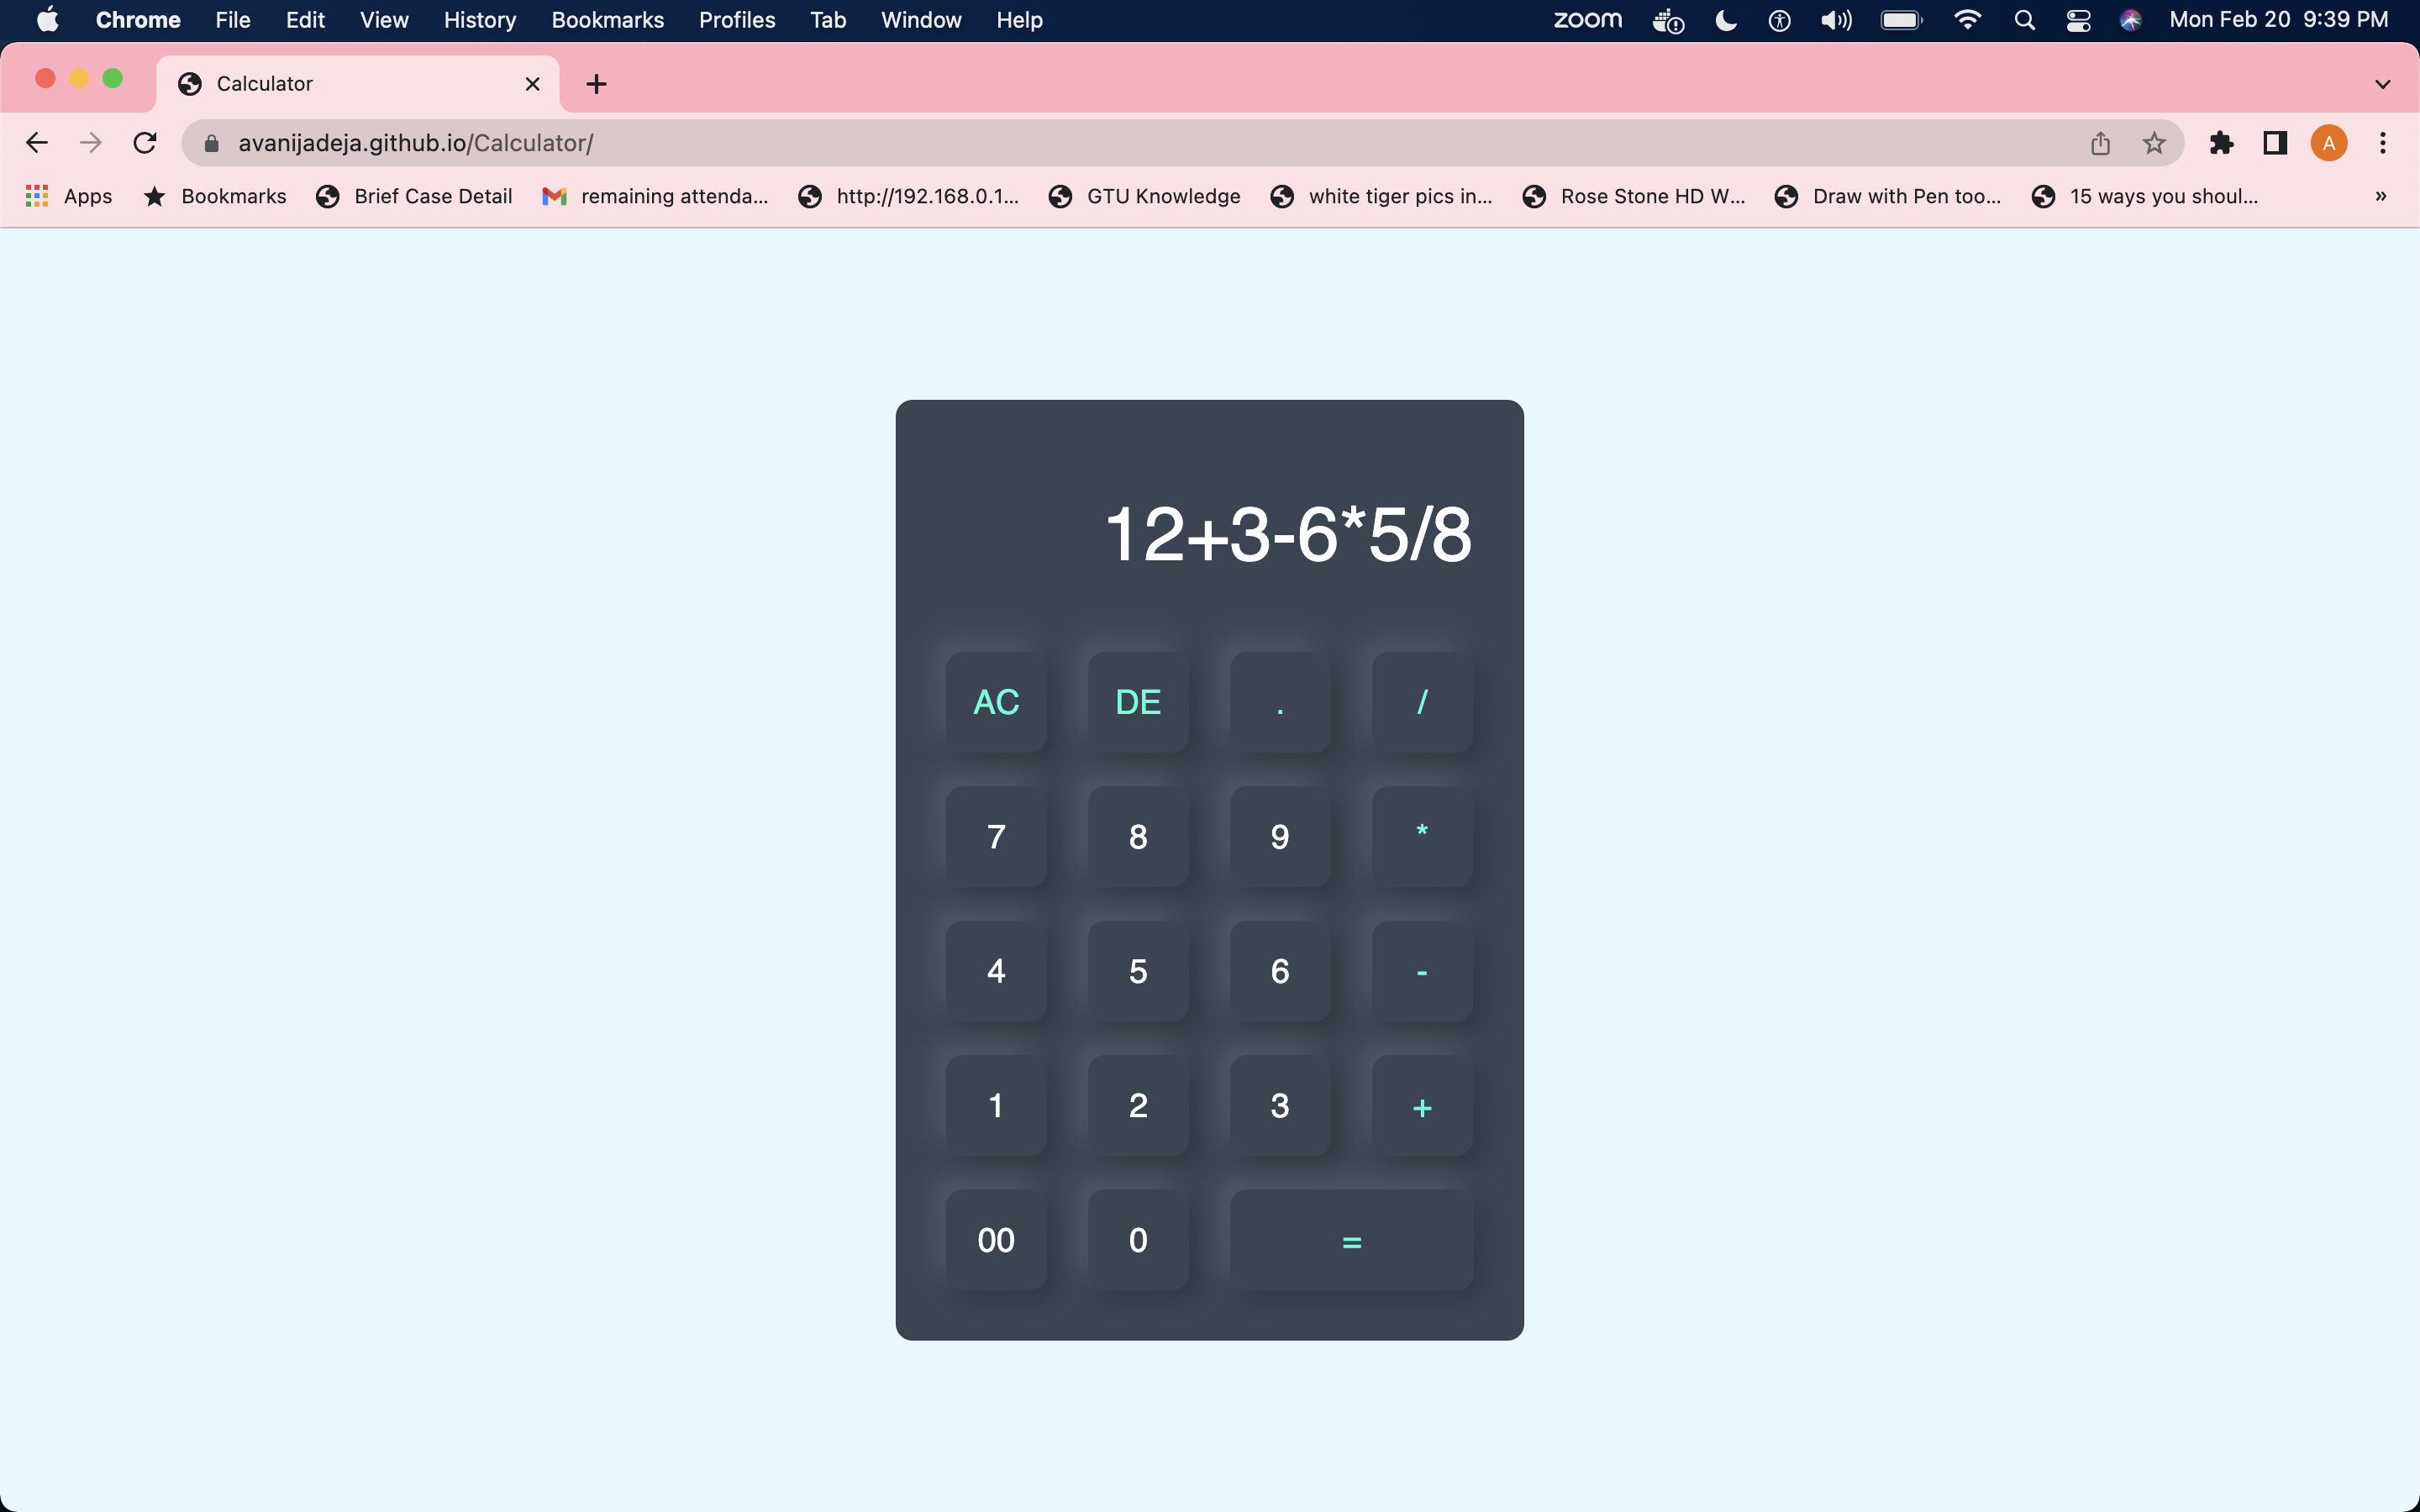 Chrome File Edit View History Bookmarks Profiles Tab Window Help zoom Mon Feb 20 9:39 PM
Calculator
avanijadeja.github.io/Calculator/ A
Apps Bookmarks Brief Case Detail remaining attenda... http://192.168.0.1... GTU Knowledge white tiger pics in... Rose Stone HD W... Draw with Pen too... 15 ways you shoul... »
12+3-6*5/8
AC DE . /
7 8 9 *
4 5 6 -
1 2 3 +
00 0 =